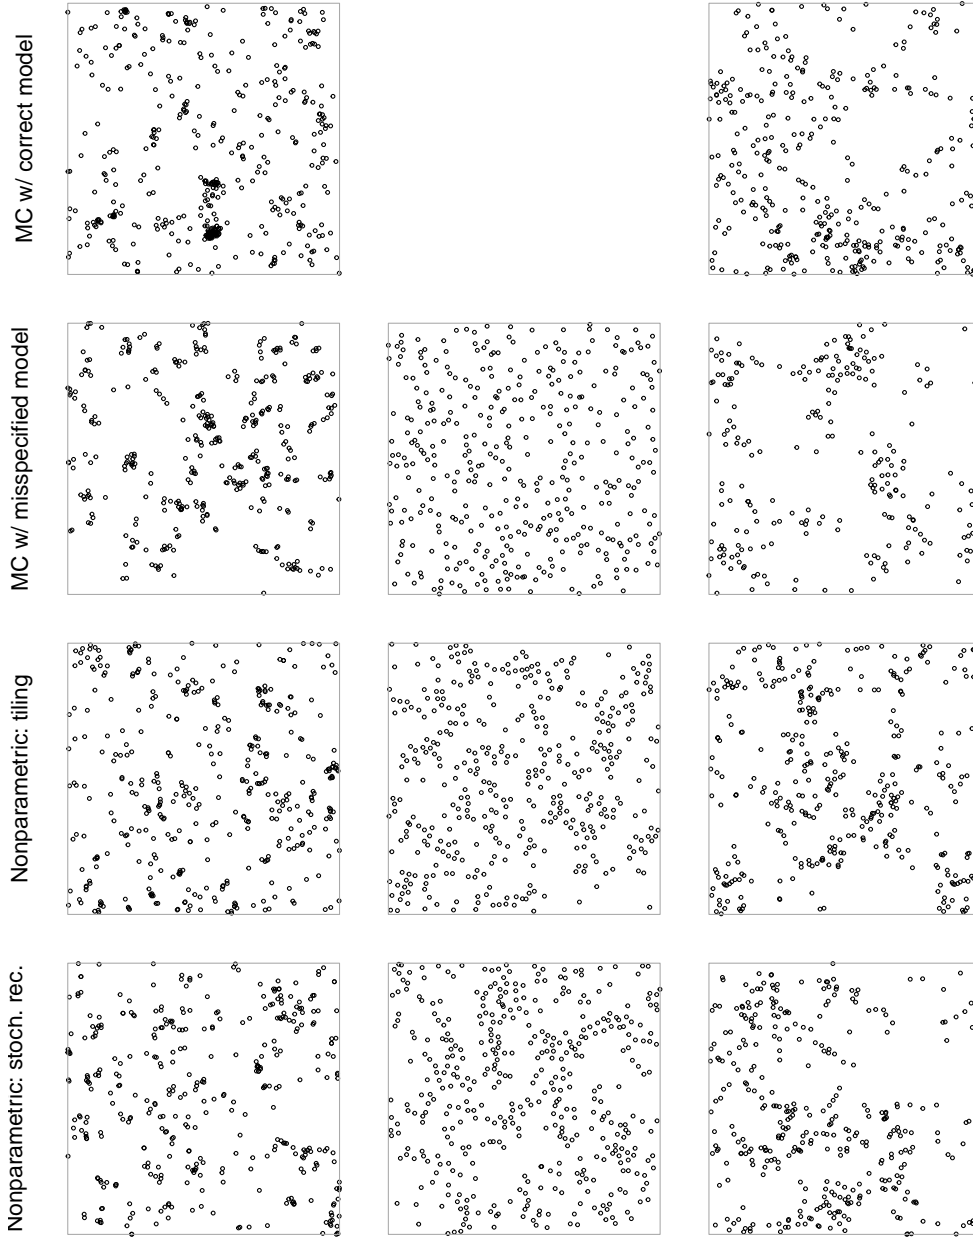 MC w/ correct model
MC w/ misspecified model
Nonparametric: tiling
Nonparametric: stoch. rec.